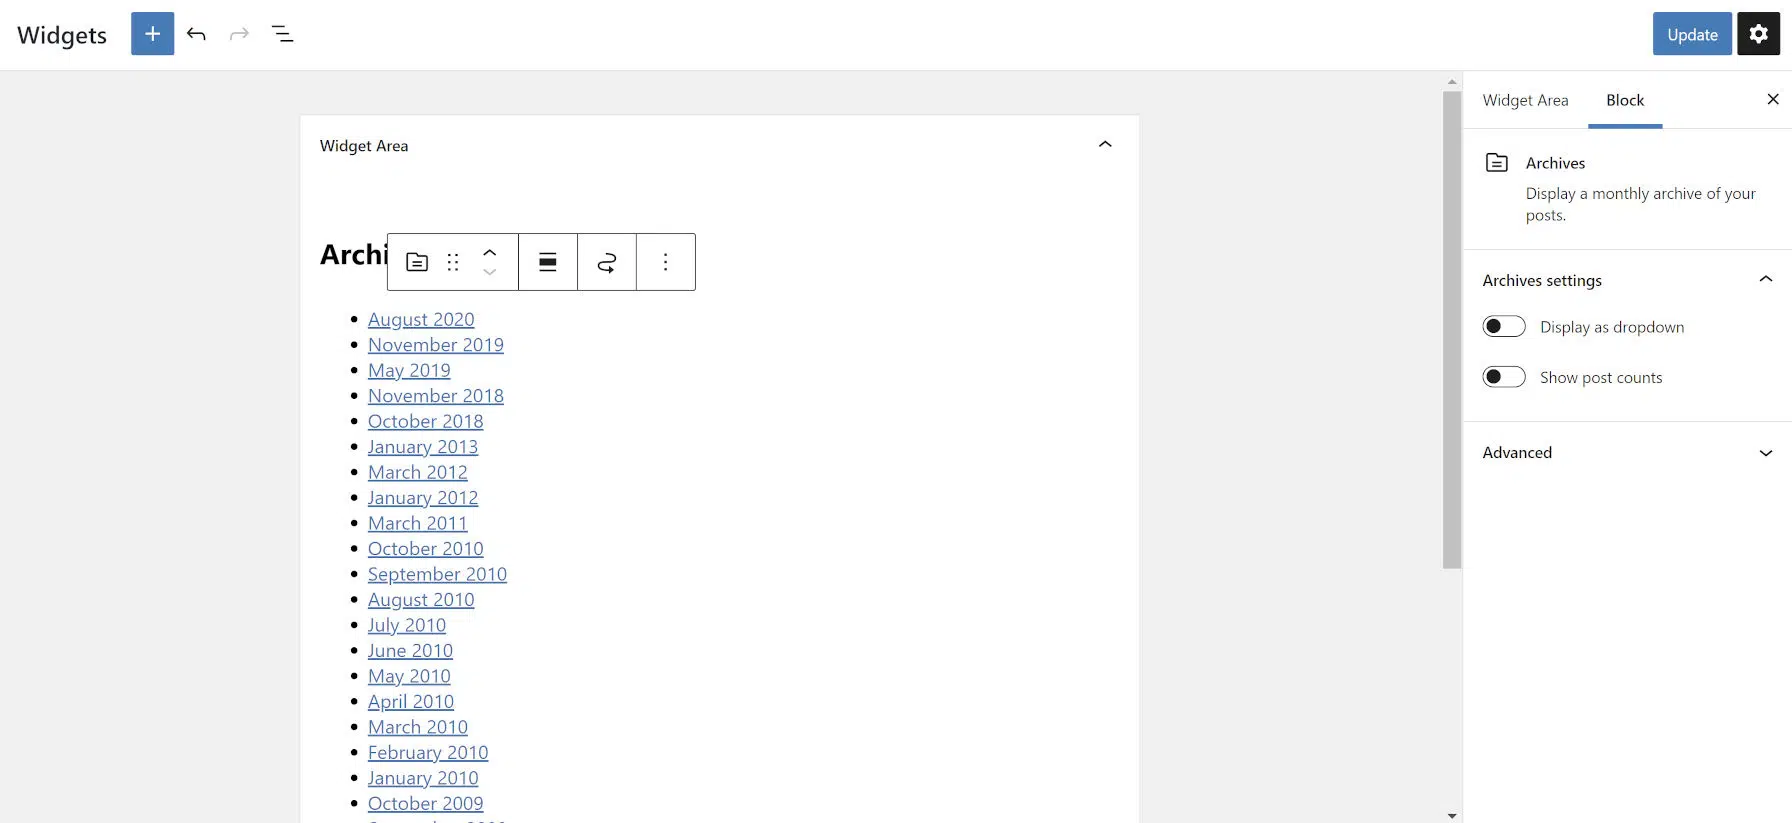 Widgets
Update
Widget Area
Block
Widget Area
Archives
Display a monthly archive of your
posts.
Archives settings
Display as dropdown
Show post counts
Advanced
August 2020
November 2019
May 2019
November 2018
October 2018
January 2013
March 2012
January 2012
March 2011
October 2010
September 2010
August 2010
July 2010
June 2010
May 2010
April 2010
March 2010
February 2010
January 2010
October 2009